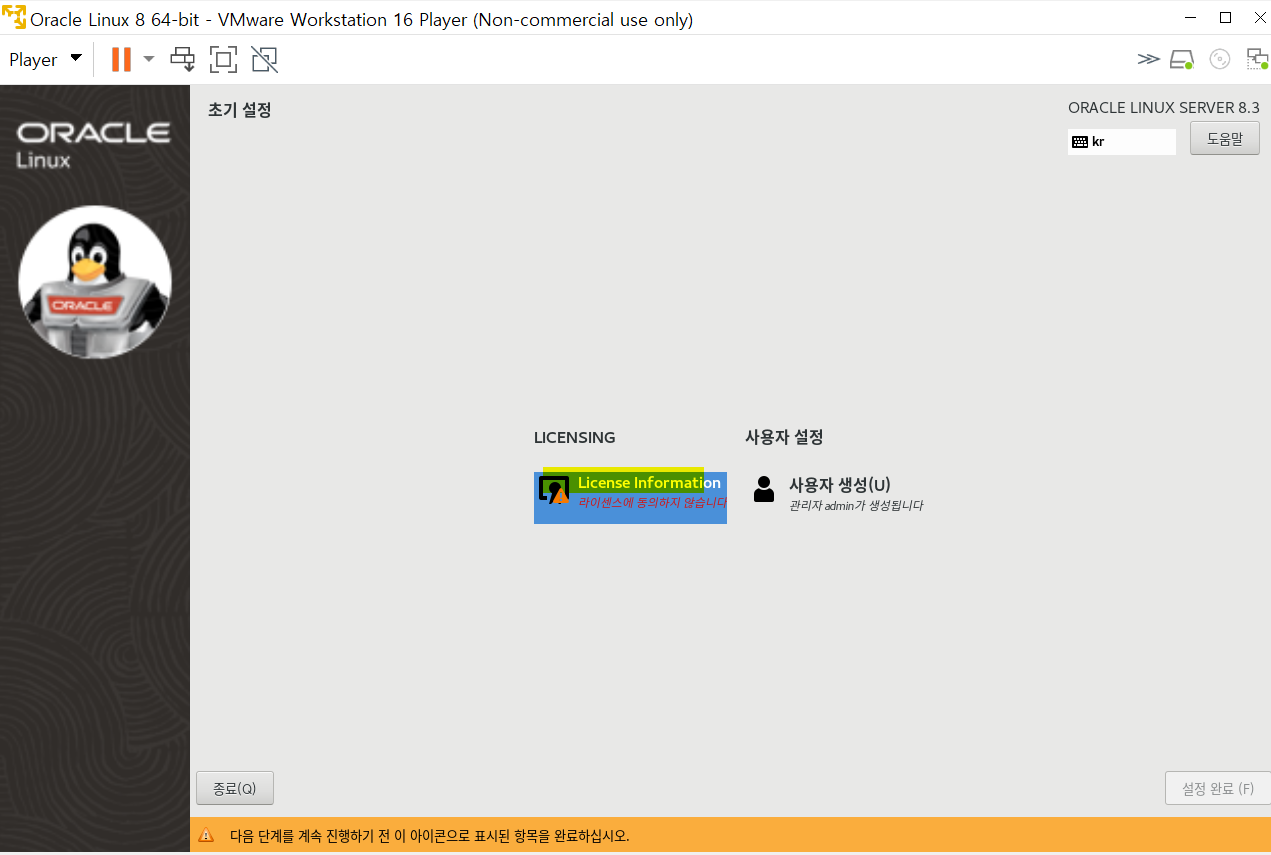 Oracle Linux 8 64-bit - VMware Workstation 16 Player (Non-commercial use only)
Player
ORACLE
Linux
ORACLE
초기 설정
ORACLE LINUX SERVER 8.3
kr
도움말
LICENSING
License Information
라이센스에 동의하지 않습니다
사용자 설정
사용자 생성(U)
관리자 admin가 생성됩니다
종료(Q)
설정 완료 (F)
다음 단계를 계속 진행하기 전 이 아이콘으로 표시된 항목을 완료하십시오.